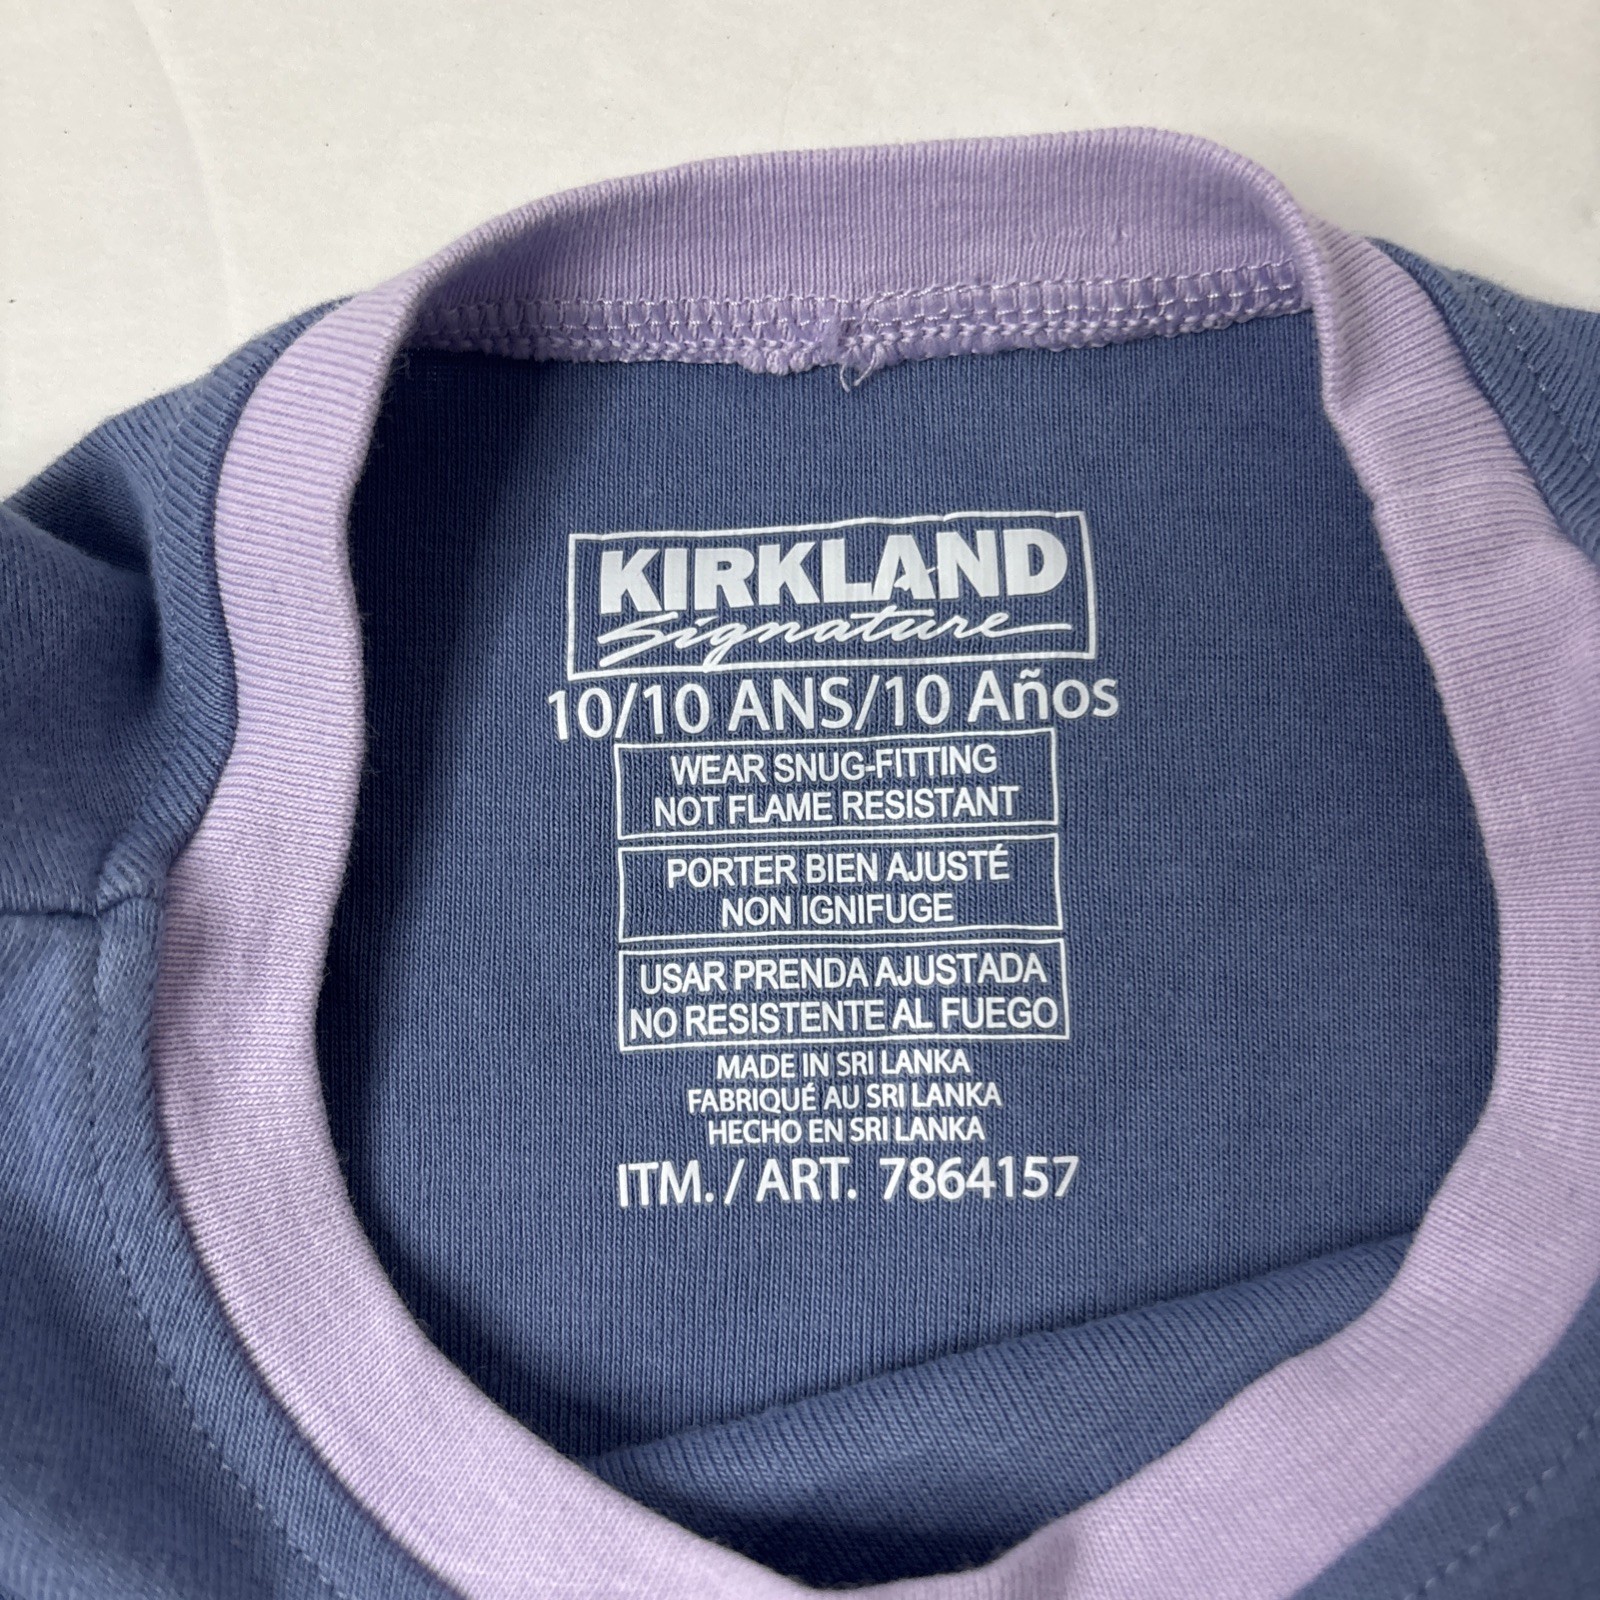 KIRKLAND
Signature
10/10 ANS/10 Años
WEAR SNUG-FITTING
NOT FLAME RESISTANT
PORTER BIEN AJUSTÉ
NON IGNIFUGE
USAR PRENDA AJUSTADA
NO RESISTENTE AL FUEGO
MADE IN SRI LANKA
FABRIQUÉ AU SRI LANKA
HECHO EN SRI LANKA
ITM. / ART. 7864157